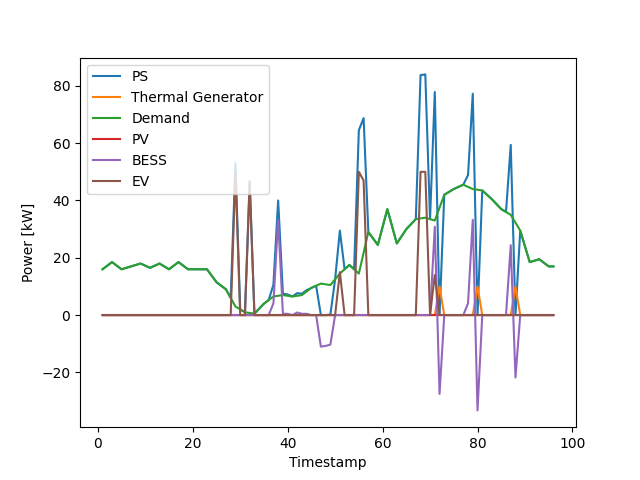 PS
Thermal Generator
Demand
PV
BESS
EV
Power [kW]
80
60
40
20
0
−20
0 20 40 60 80 100
Timestamp